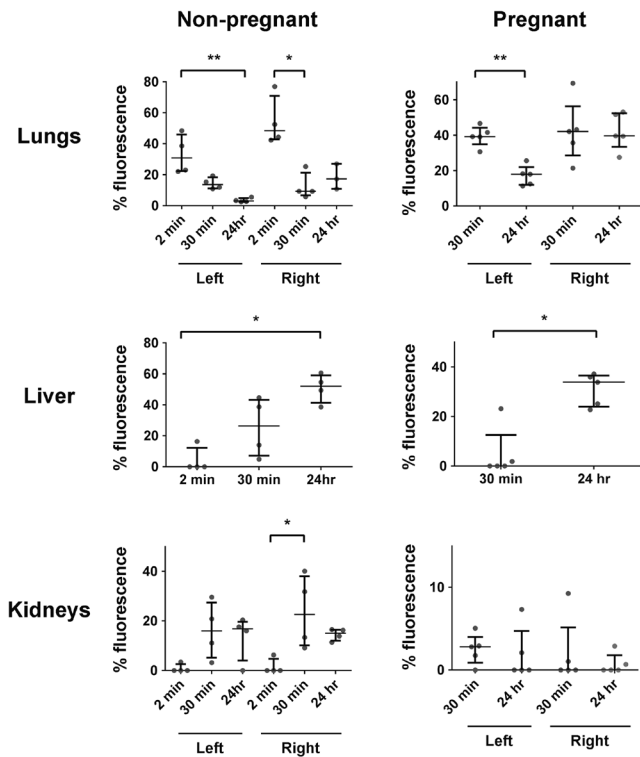 Non-pregnant
Pregnant
Lungs
% fluorescence
80
60
40
20
0
**
*
2 min
30 min
24hr
2 min
30 min
24 hr
Left
Right
% fluorescence
60
40
20
0
**
30 min
24 hr
30 min
24 hr
Left
Right
Liver
% fluorescence
80
60
40
20
0
*
2 min
30 min
24hr
% fluorescence
40
20
0
*
30 min
24 hr
Kidneys
% fluorescence
40
20
0
*
2 min
30 min
24hr
2 min
30 min
24 hr
Left
Right
% fluorescence
10
0
30 min
24 hr
30 min
24 hr
Left
Right